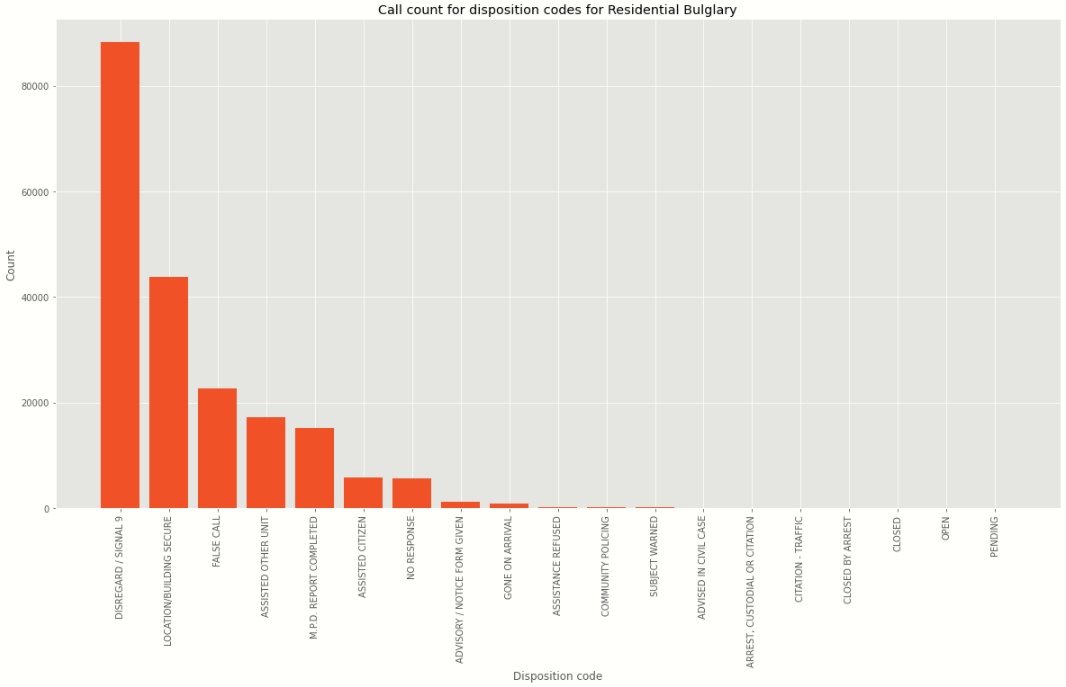 Call count for disposition codes for Residential Bulglary
80000
60000
40000
20000
0
Count
DISREGARD / SIGNAL 9
LOCATION/BUILDING SECURE
FALSE CALL
ASSISTED OTHER UNIT
M.P.D. REPORT COMPLETED
ASSISTED CITIZEN
NO RESPONSE
ADVISORY / NOTICE FORM GIVEN
GONE ON ARRIVAL
ASSISTANCE REFUSED
COMMUNITY POLICING
SUBJECT WARNED
ADVISED IN CIVIL CASE
ARREST, CUSTODIAL OR CITATION
CITATION - TRAFFIC
CLOSED BY ARREST
CLOSED
OPEN
PENDING
Disposition code